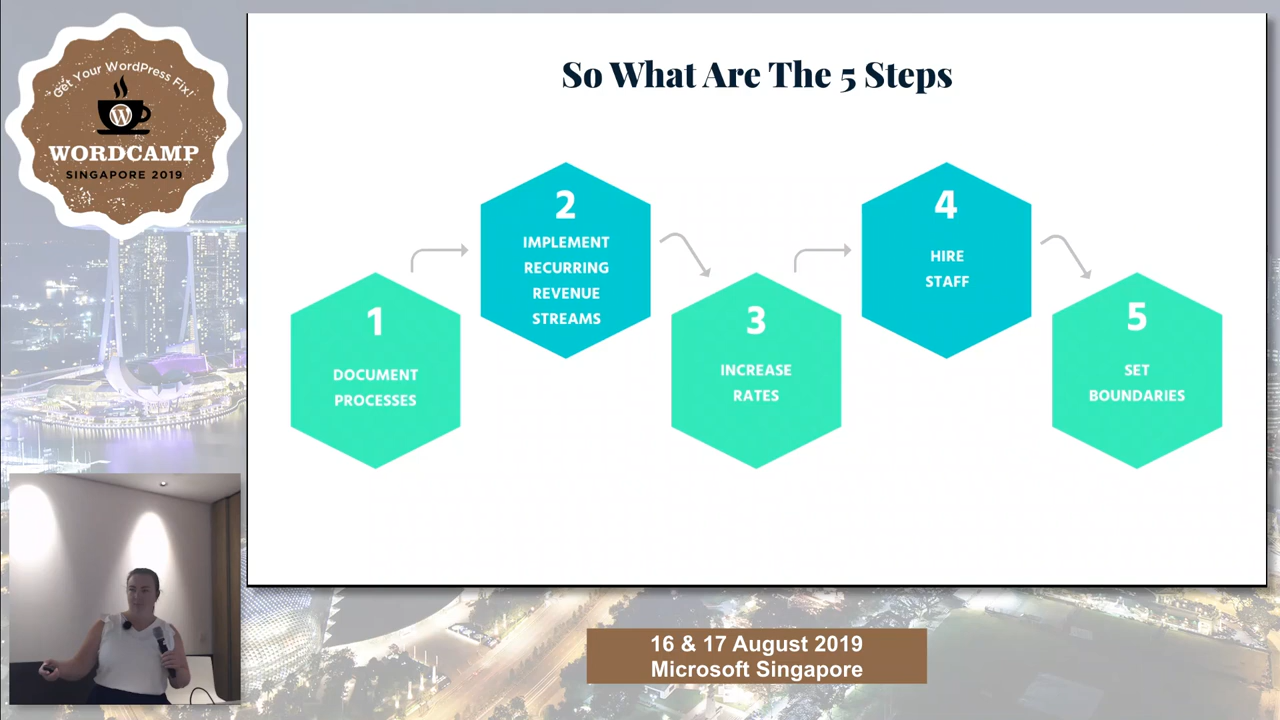 Get Your WordPress Fix!
WORDCAMP
SINGAPORE 2019
So What Are The 5 Steps
1
DOCUMENT
PROCESSES
2
IMPLEMENT
RECURRING
REVENUE
STREAMS
3
INCREASE
RATES
4
HIRE
STAFF
5
SET
BOUNDARIES
16 & 17 August 2019
Microsoft Singapore